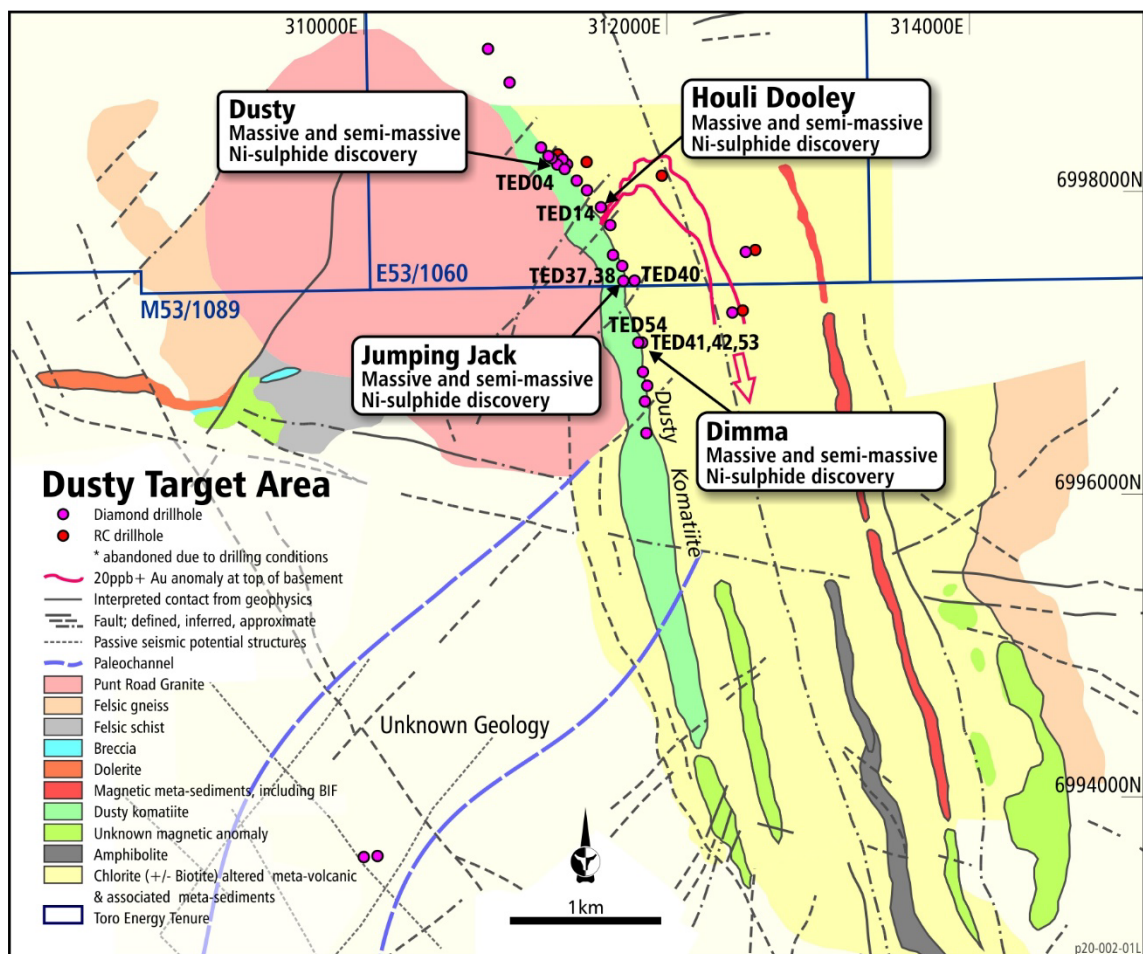 310000E
312000E
314000E
Dusty
Massive and semi-massive
Ni-sulphide discovery
Houli Dooley
Massive and semi-massive
Ni-sulphide discovery
TED04
6998000N
TED14
E53/1060
TED37,38
TED40
M53/1089
TED54
TED41,42,53
Jumping Jack
Massive and semi-massive
Ni-sulphide discovery
Dusty Komatiite
Dimma
Massive and semi-massive
Ni-sulphide discovery
6996000N
Dusty Target Area
Diamond drillhole
RC drillhole
* abandoned due to drilling conditions
20ppb+ Au anomaly at top of basement
Interpreted contact from geophysics
Fault; defined, inferred, approximate
Passive seismic potential structures
Paleochannel
Punt Road Granite
Felsic gneiss
Felsic schist
Breccia
Dolerite
Magnetic meta-sediments, including BIF
Dusty komatiite
Unknown magnetic anomaly
Amphibolite
Chlorite (+/- Biotite) altered meta-volcanic
& associated meta-sediments
Toro Energy Tenure
Unknown Geology
6994000N
1km
p20-002-01L